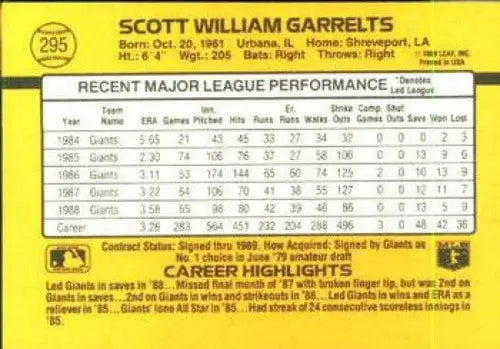 295
SCOTT WILLIAM GARRELTS
Born: Oct. 20, 1961 Urbana, IL Home: Shreveport, LA
Ht.: 6'4" Wgt.: 205 Bats: Right Throws: Right
©1989 LEAF, INC.
Printed in USA
RECENT MAJOR LEAGUE PERFORMANCE *Denotes Led League
Year Team Name ERA Games Inn. Pitched Hits Runs Er. Runs Walks Strike Outs Comp. Games Shut Outs Save Won Lost
1984 Giants 5.65 21 43 45 33 27 34 32 0 0 0 2 3
1985 Giants 2.30 74 106 76 37 27 58 106 0 0 13 9 6
1986 Giants 3.11 53 174 144 65 60 74 125 2 0 10 13 9
1987 Giants 3.22 64 106 70 41 38 55 127 0 0 12 11 7
1988 Giants 3.58 65 98 80 42 39 46 86 0 0 13 5 9
Career 3.26 283 564 451 232 204 288 496 3 0 48 42 36
Contract Status: Signed thru 1989. How Acquired: Signed by Giants as
No. 1 choice in June '79 amateur draft
CAREER HIGHLIGHTS
Led Giants in saves in '88...Missed final month of '87 with broken finger tip, but was 2nd on
Giants in saves...2nd on Giants in wins and strikeouts in '86...Led Giants in wins and ERA as a
reliever in '85...Giants' lone All Star in '85...Had streak of 24 consecutive scoreless innings in
'85.